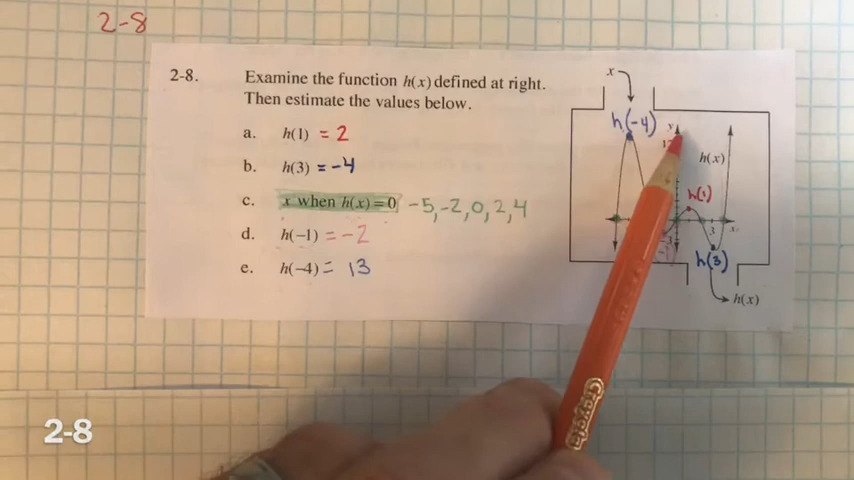 2-8
2-8. Examine the function h(x) defined at right.
Then estimate the values below.
a. h(1) = 2
b. h(3) = -4
c. x when h(x) = 0 -5, -2, 0, 2, 4
d. h(-1) = -2
e. h(-4) = 13
x
h(-4)
y
h(x)
h(1)
3
x
h(3)
h(x)
Crayola
2-8